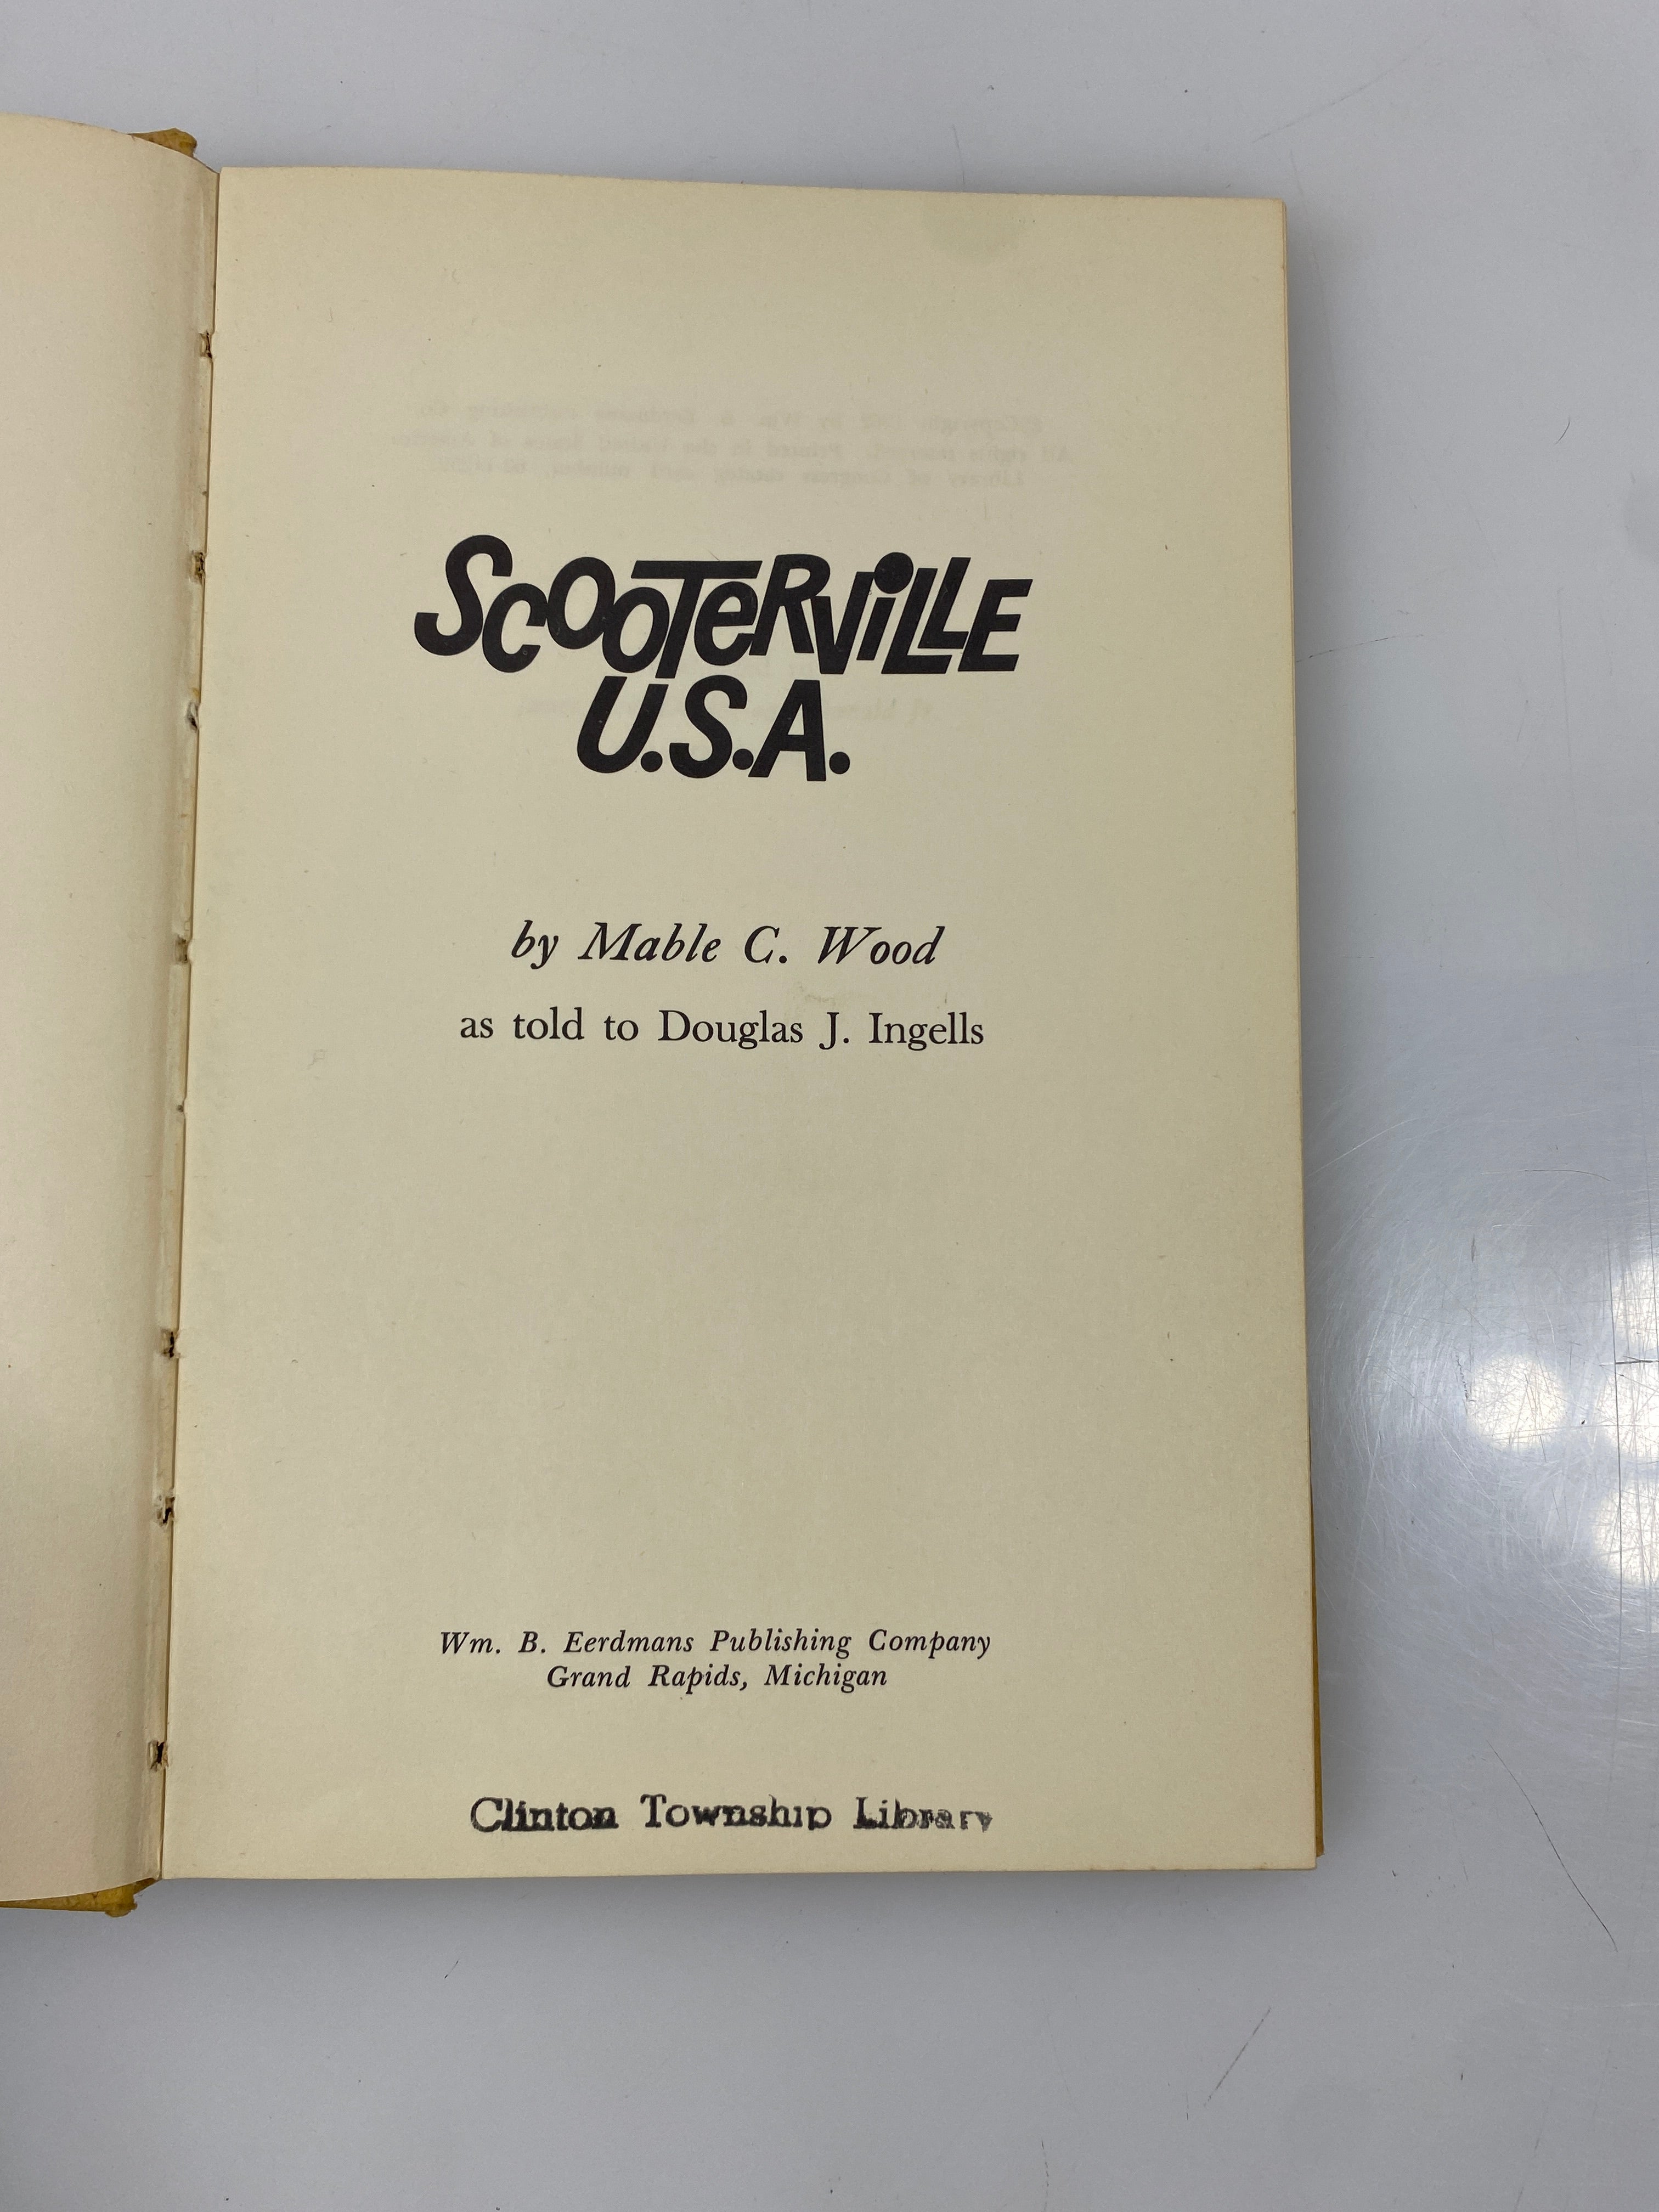 SCOOTERVILLE
U.S.A.
by Mable C. Wood
as told to Douglas J. Ingells
Wm. B. Eerdmans Publishing Company
Grand Rapids, Michigan
Clinton Township Library